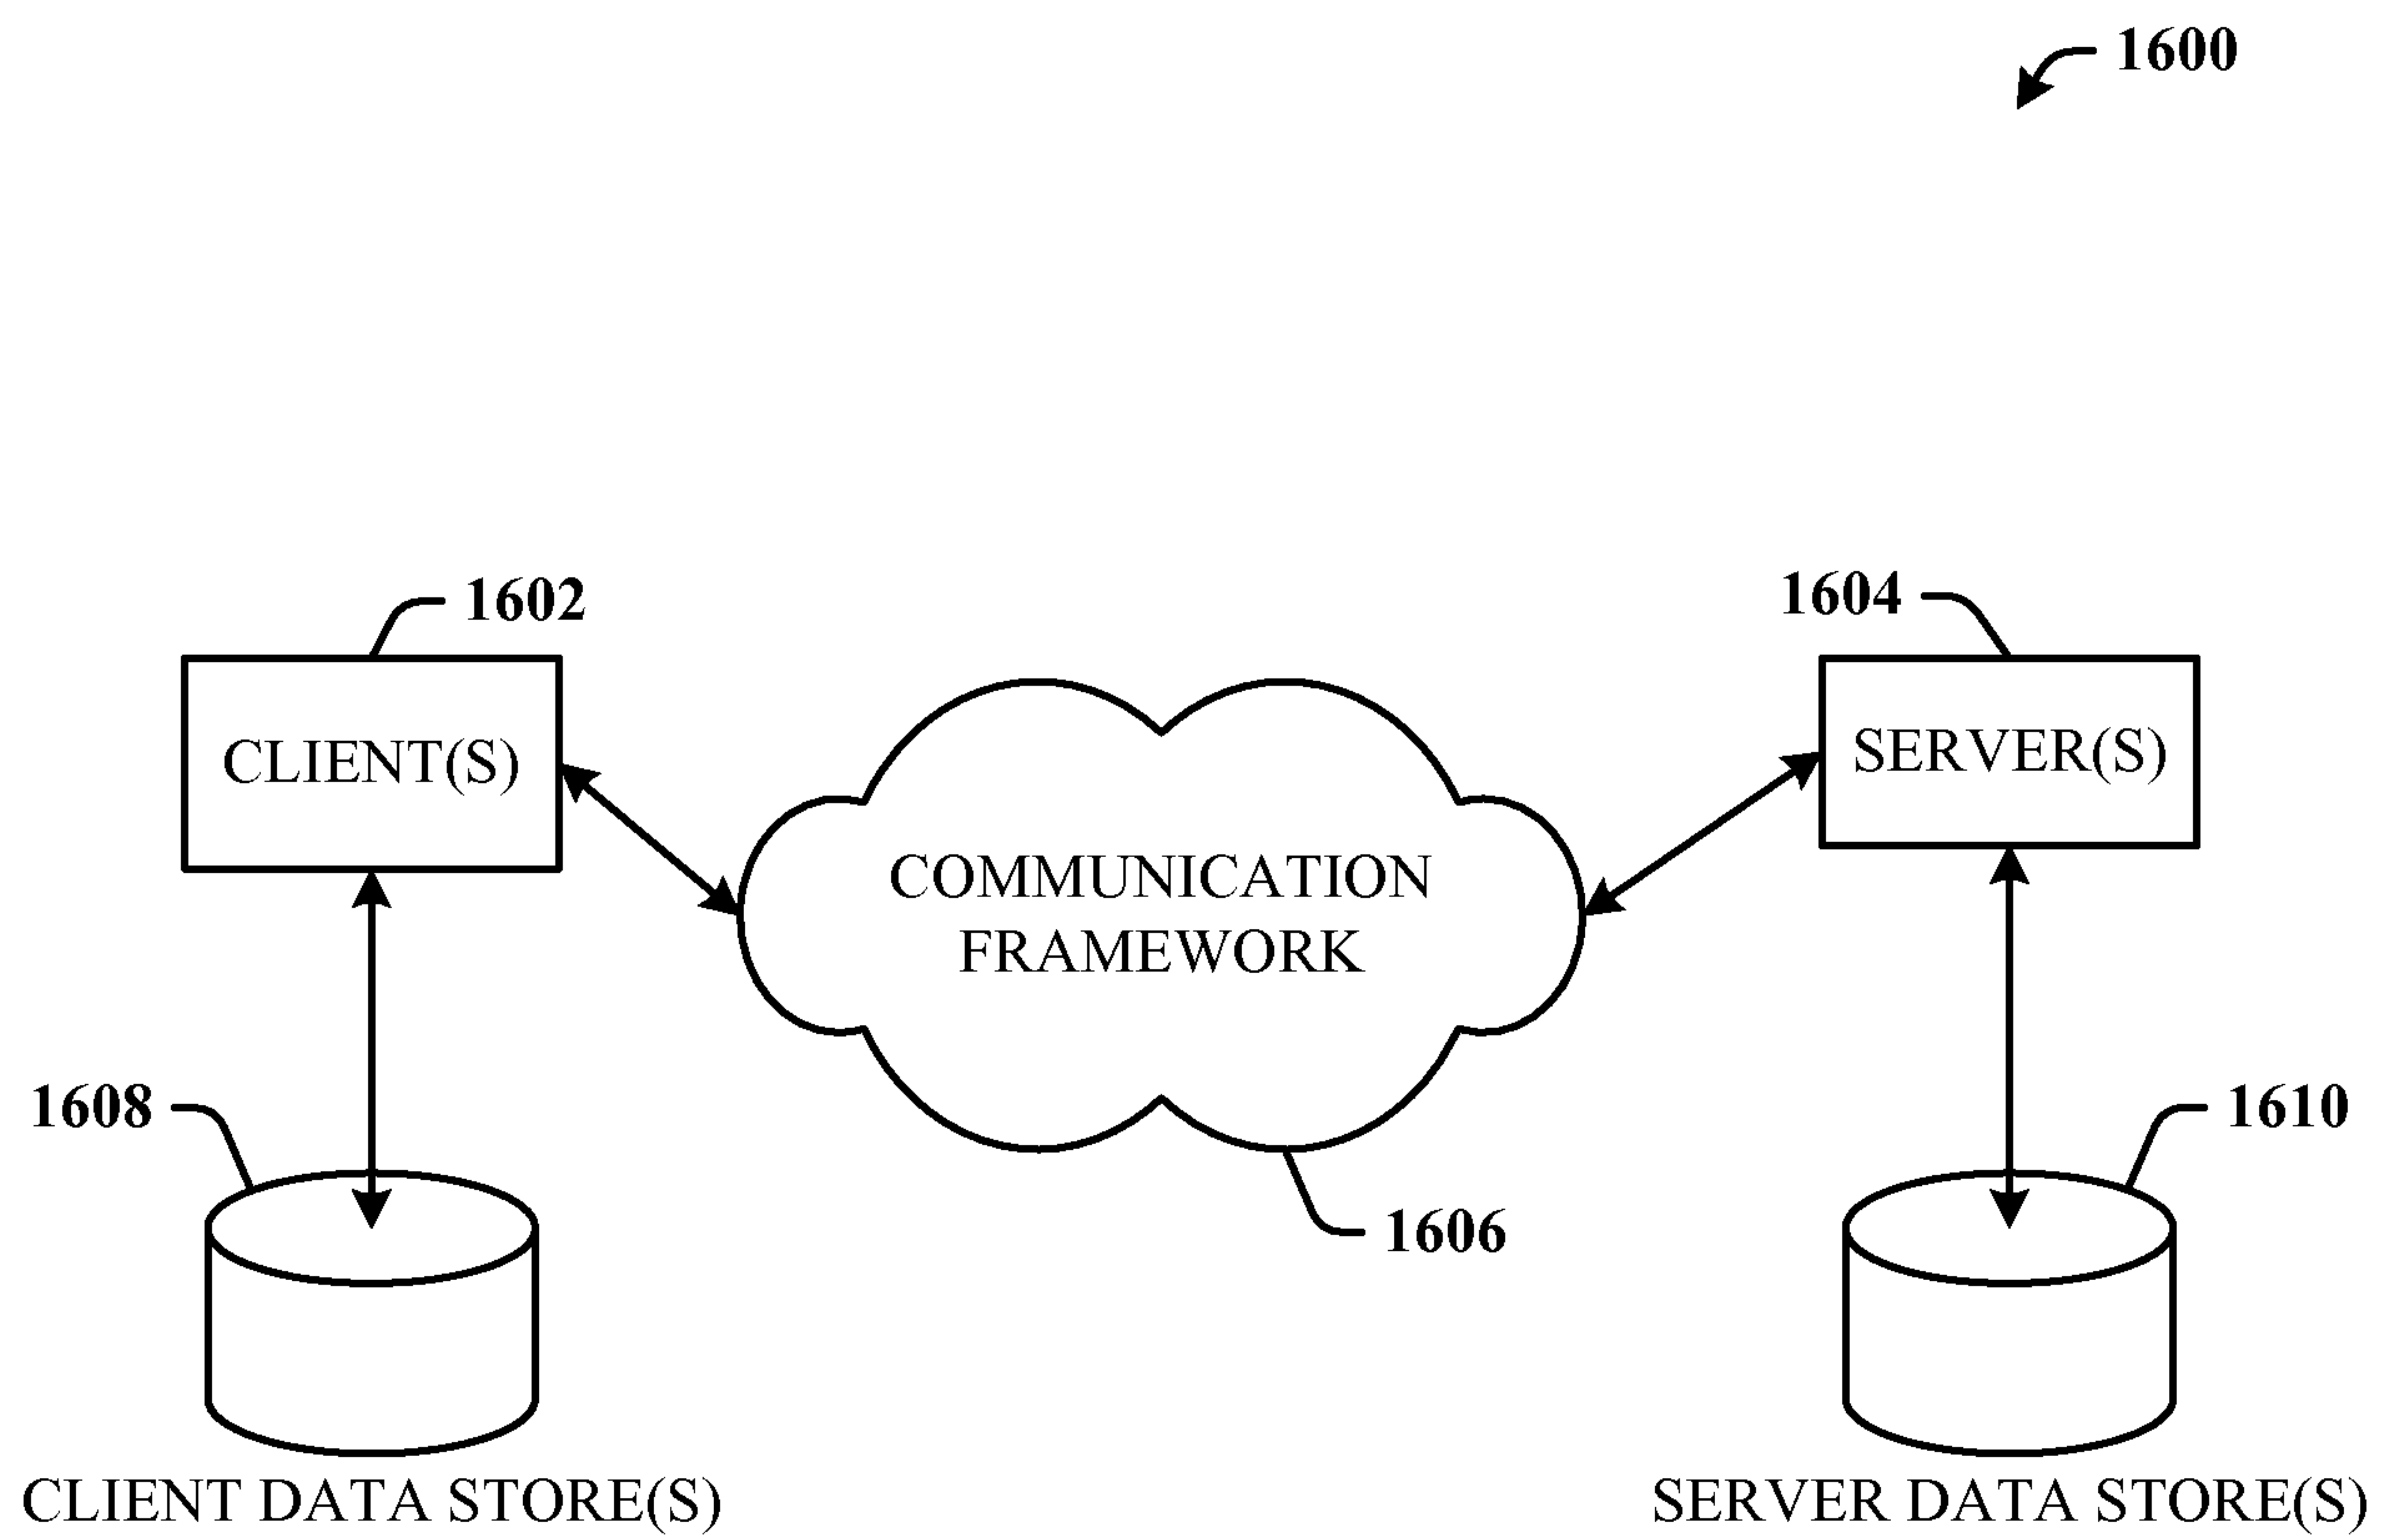 1600
1602
1604
CLIENT(S)
SERVER(S)
COMMUNICATION
FRAMEWORK
1608
1610
1606
CLIENT DATA STORE(S)
SERVER DATA STORE(S)